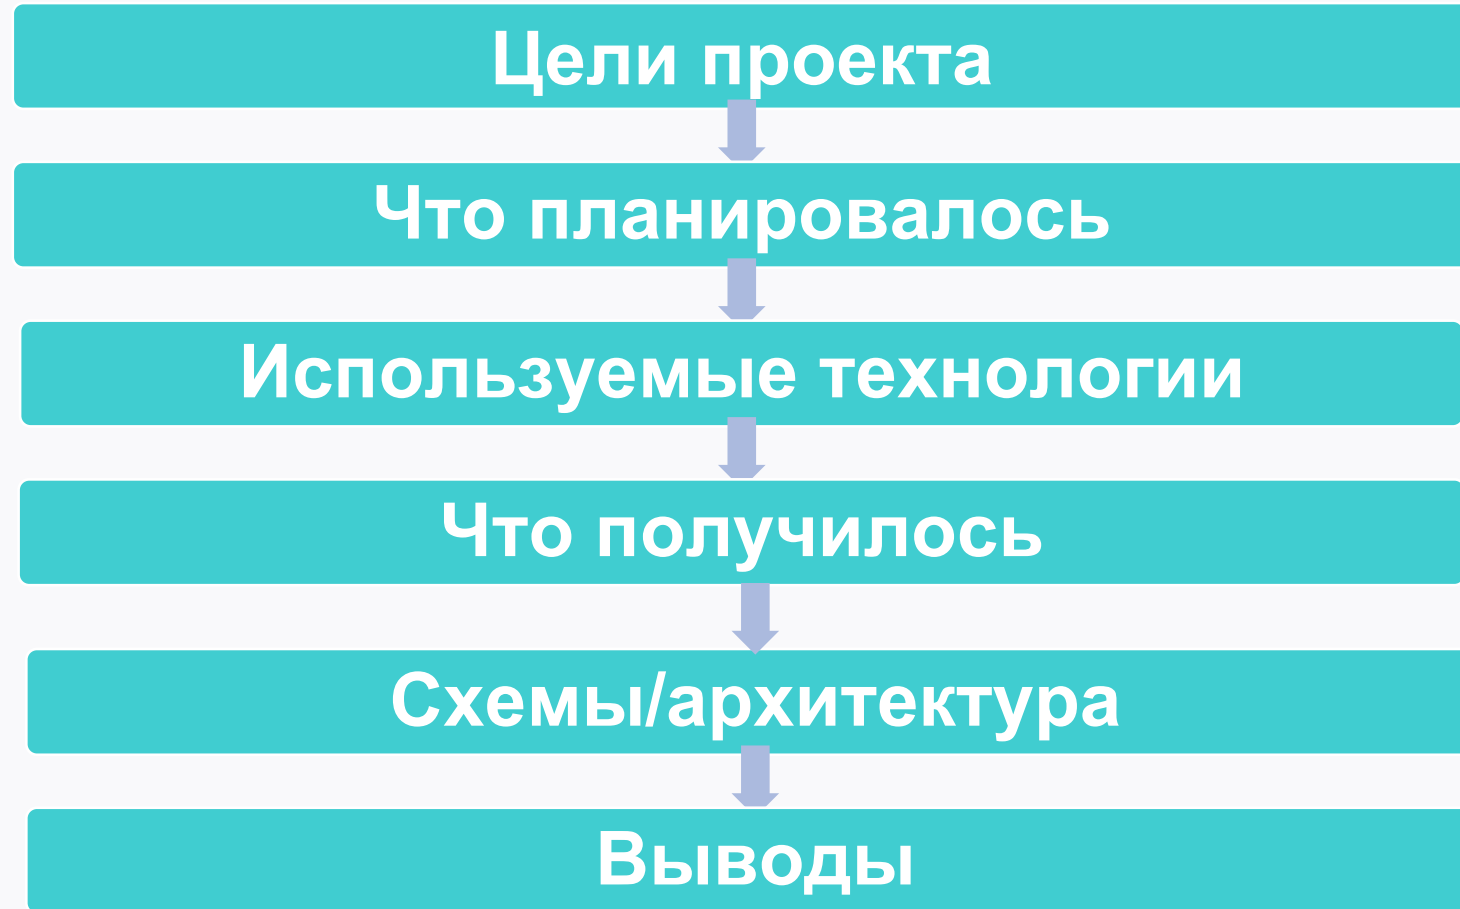 Цели проекта
Что планировалось
Используемые технологии
Что получилось
Схемы/архитектура
Выводы